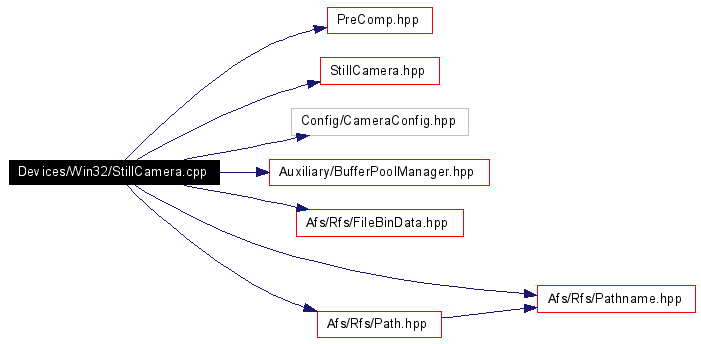 PreComp.hpp
StillCamera.hpp
Config/CameraConfig.hpp
Devices/Win32/StillCamera.cpp
Auxiliary/BufferPoolManager.hpp
Afs/Rfs/FileBinData.hpp
Afs/Rfs/Pathname.hpp
Afs/Rfs/Path.hpp